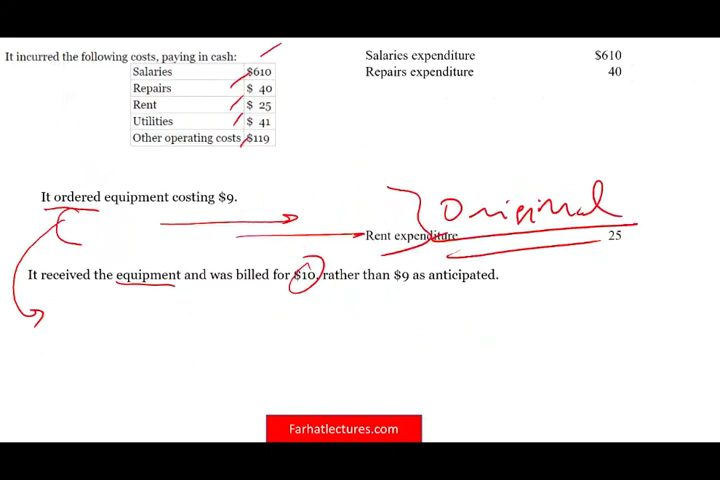 It incurred the following costs, paying in cash:
Salaries $610
Repairs $ 40
Rent $ 25
Utilities $ 41
Other operating costs $119
Salaries expenditure $610
Repairs expenditure 40
It ordered equipment costing $9.
Original
Rent expenditure 25
It received the equipment and was billed for $10, rather than $9 as anticipated.
Farhatlectures.com